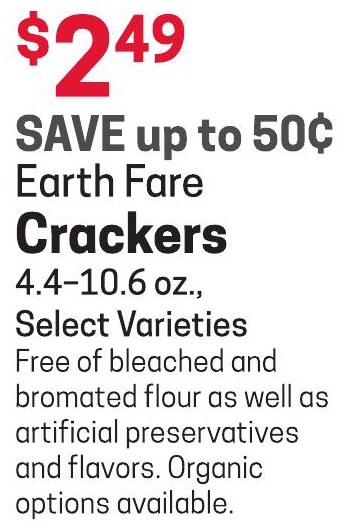 $2.49
SAVE up to 50¢
Earth Fare
Crackers
4.4–10.6 oz.,
Select Varieties
Free of bleached and
bromated flour as well as
artificial preservatives
and flavors. Organic
options available.